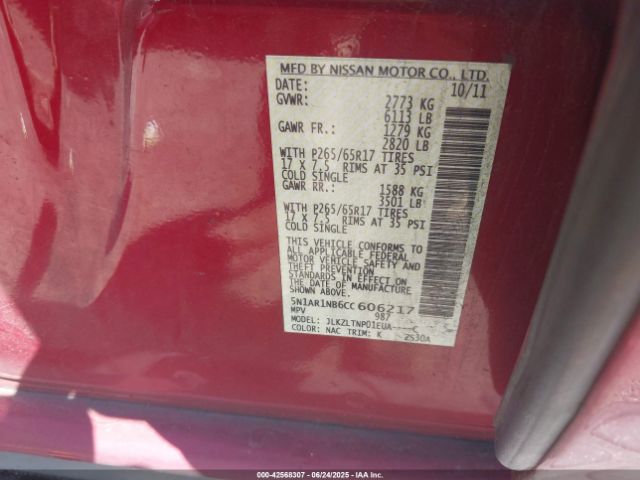 MFD BY NISSAN MOTOR CO., LTD.
DATE: 10/11
GVWR: 2773 KG
6113 LB
GAWR FR.: 1279 KG
2820 LB
WITH P265/65R17 TIRES
17 X 7.5 RIMS AT 35 PSI
COLD SINGLE
GAWR RR.: 1588 KG
3501 LB
WITH P265/65R17 TIRES
17 X 7.5 RIMS AT 35 PSI
COLD SINGLE
THIS VEHICLE CONFORMS TO
ALL APPLICABLE FEDERAL
MOTOR VEHICLE SAFETY AND
THEFT PREVENTION
STANDARDS IN EFFECT ON
THE DATE OF MANUFACTURE
SHOWN ABOVE.
5N1AR1NB6CC606217
MPV 987
MODEL: JLKZLTNP01EUA----C
COLOR: NAC TRIM: K 2S30A
000-42568307 - 06/24/2025 - IAA Inc.